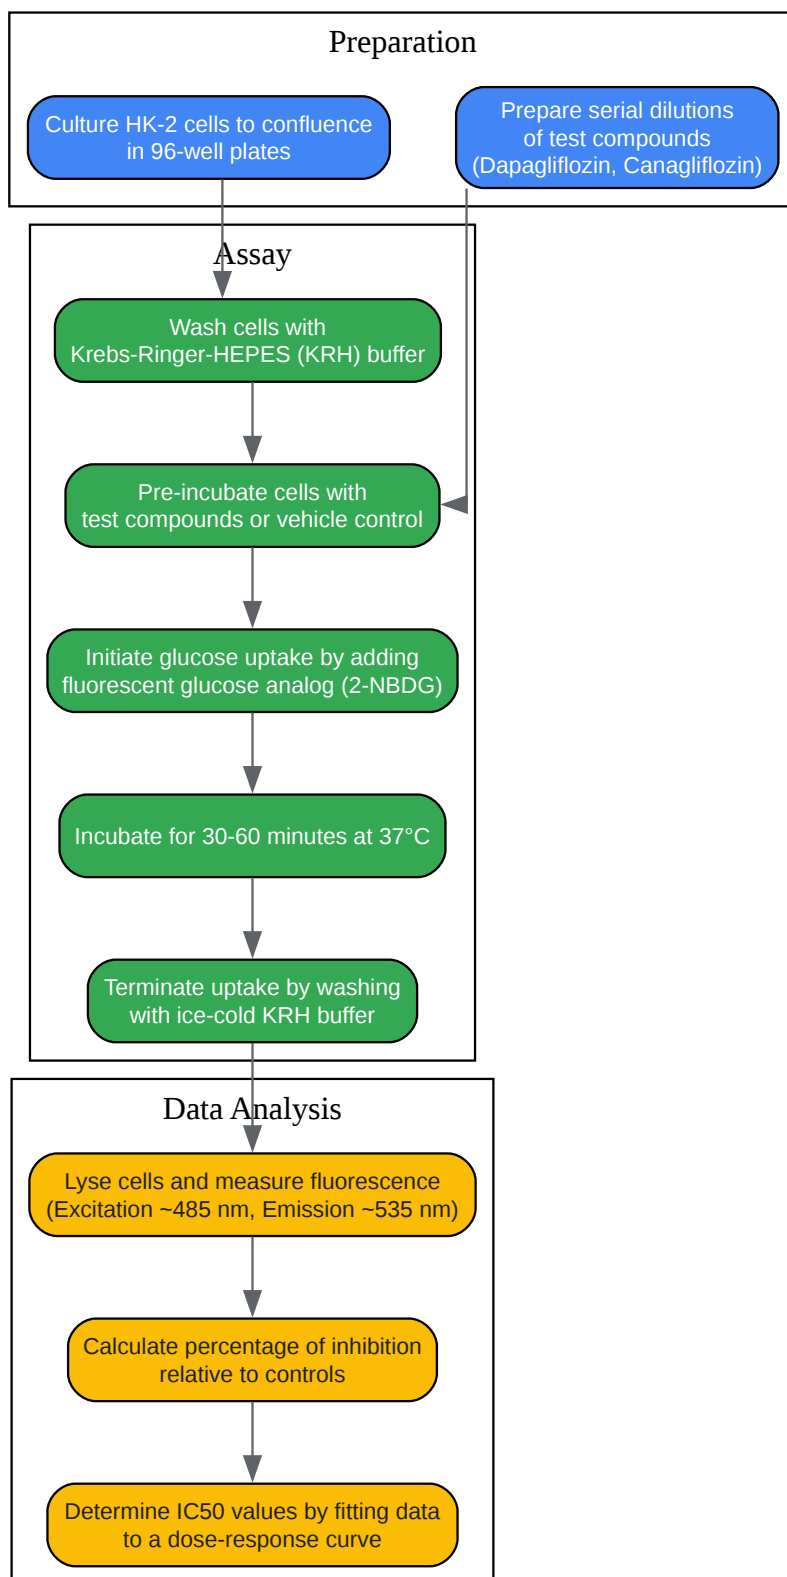 Preparation
Culture HK-2 cells to confluence
in 96-well plates
Prepare serial dilutions
of test compounds
(Dapagliflozin, Canagliflozin)
Assay
Wash cells with
Krebs-Ringer-HEPES (KRH) buffer
Pre-incubate cells with
test compounds or vehicle control
Initiate glucose uptake by adding
fluorescent glucose analog (2-NBDG)
Incubate for 30-60 minutes at 37°C
Terminate uptake by washing
with ice-cold KRH buffer
Data Analysis
Lyse cells and measure fluorescence
(Excitation ~485 nm, Emission ~535 nm)
Calculate percentage of inhibition
relative to controls
Determine IC50 values by fitting data
to a dose-response curve